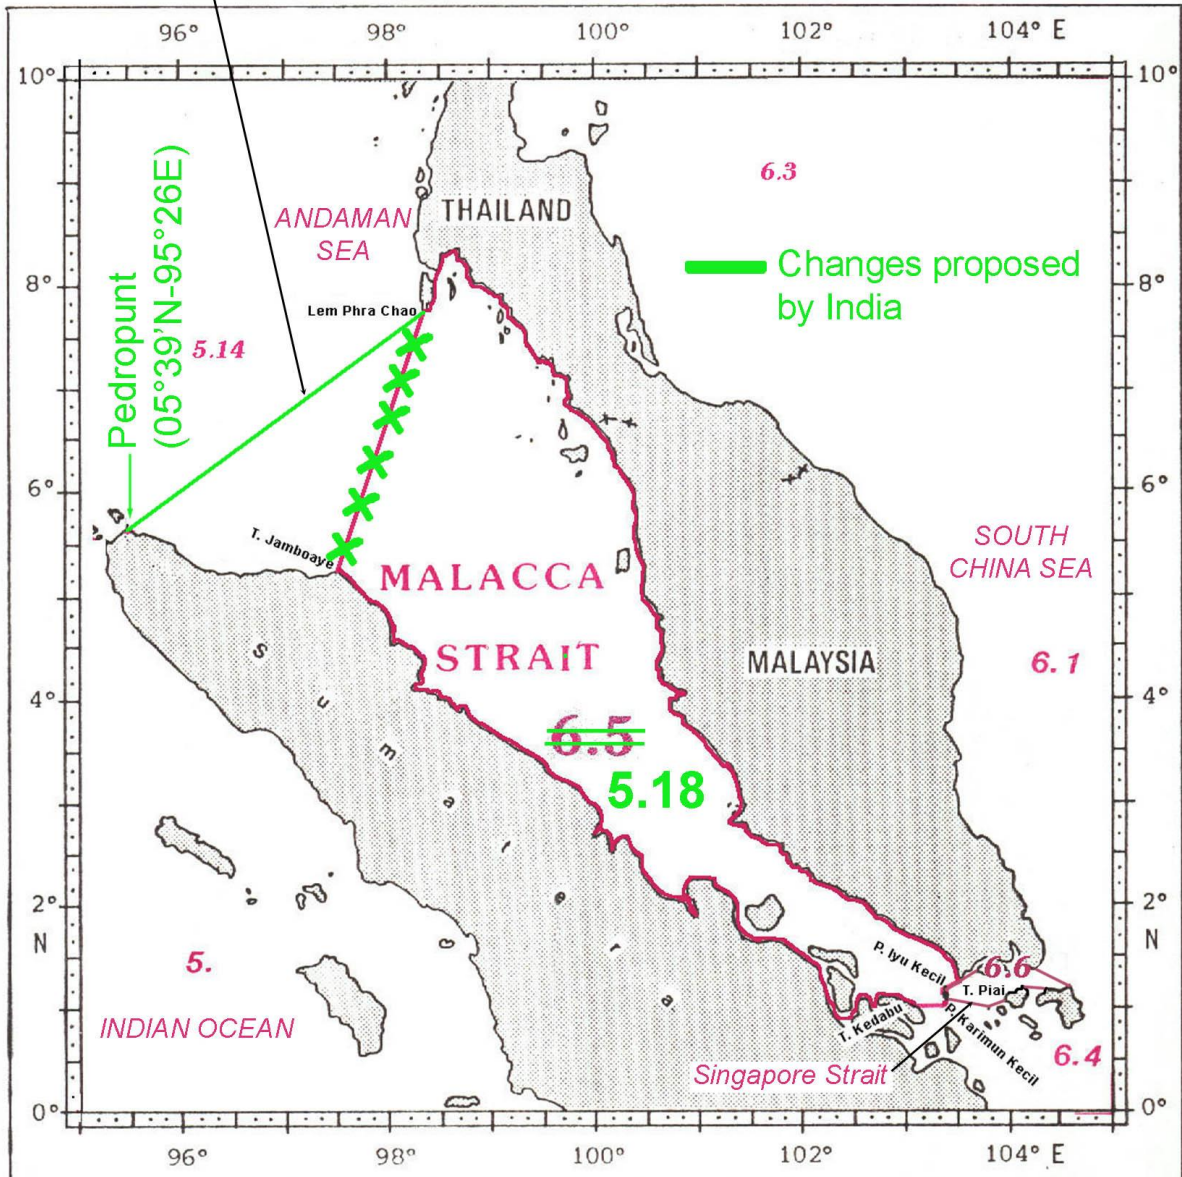 96° 98° 100° 102° 104° E
10° 10°
6.3
THAILAND
ANDAMAN
SEA
Pedropunt
(05°39'N-95°26E)
Changes proposed
by India
8° 8°
Lem Phra Chao
5.14
6° 6°
T. Jamboaye
SOUTH
CHINA SEA
MALACCA
STRAIT
MALAYSIA
6.1
Sumatera
4° 4°
6.5
5.18
2° 2°
N N
P. Iyu Kecil
6.6
5.
T. Piai
INDIAN OCEAN
T. Kedabu
P. Karimun Kecil
6.4
Singapore Strait
0° 0°
96° 98° 100° 102° 104° E